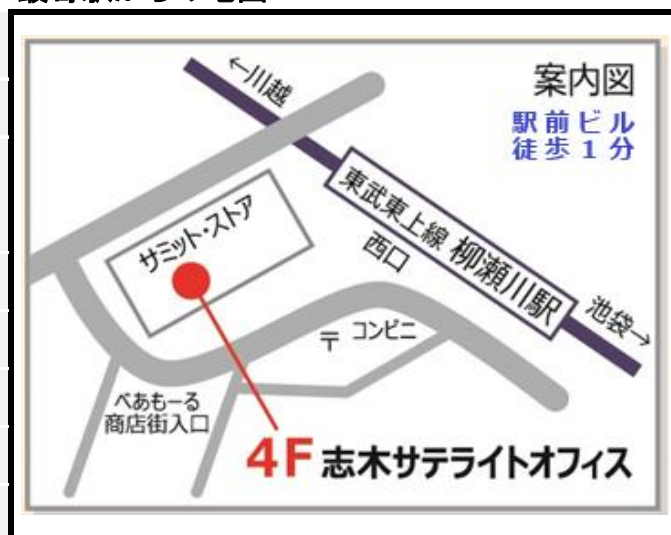 案内図
駅前ビル
徒歩1分
←川越
東武東上線 柳瀬川駅
西口
池袋→
サミット・ストア
〒 コンビニ
ぺあもーる
商店街入口
4F 志木サテライトオフィス